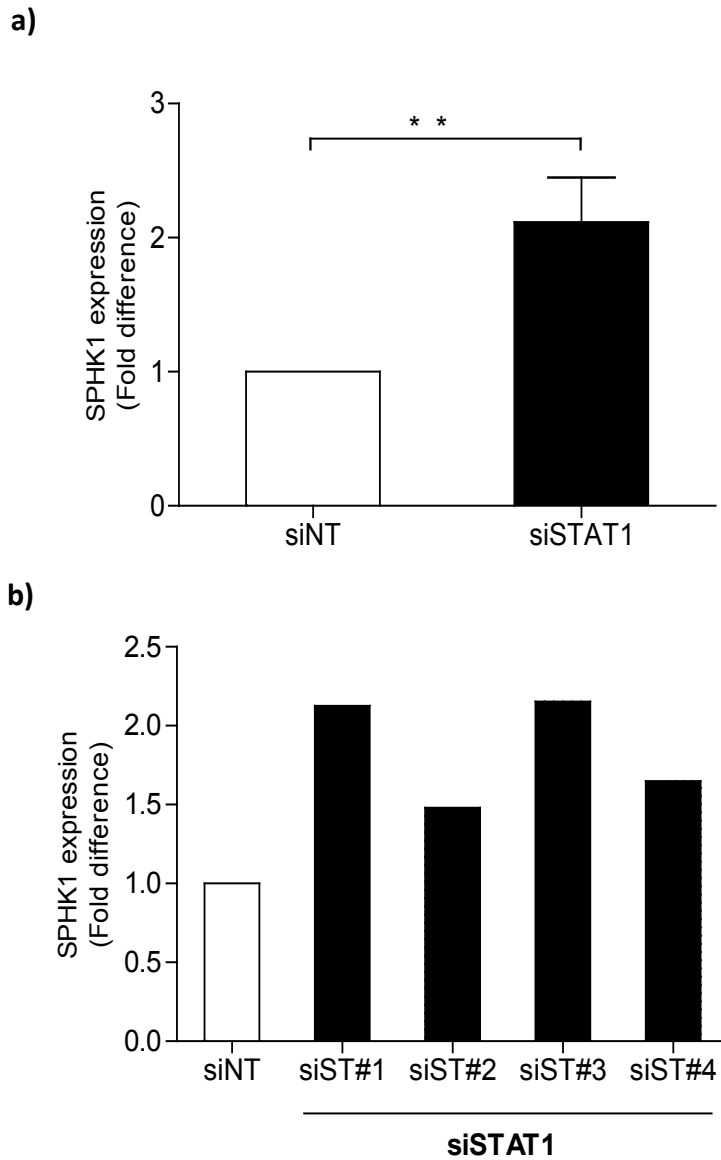 a)
* *
3
2
1
0
SPHK1 expression
(Fold difference)
siNT siSTAT1
b)
2.5
2.0
1.5
1.0
0.5
0.0
SPHK1 expression
(Fold difference)
siNT siST#1 siST#2 siST#3 siST#4
siSTAT1